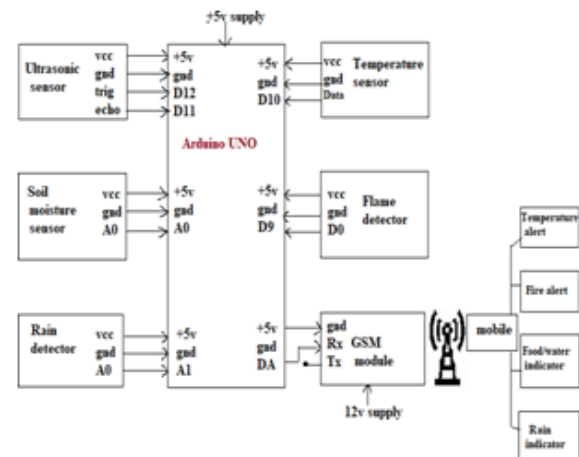 +5v supply
Ultrasonic
sensor
vcc
gnd
trig
echo
+5v
gnd
D12
D11
Arduino UNO
+5v
gnd
D10
vcc
gnd
Data
Temperature
sensor
Soil
moisture
sensor
vcc
gnd
A0
+5v
gnd
A0
+5v
gnd
D9
vcc
gnd
D0
Flame
detector
Rain
detector
vcc
gnd
A0
+5v
gnd
A1
+5v
gnd
DA
gnd
Rx GSM
Tx module
12v supply
mobile
Temperature
alert
Fire alert
Food/water
indicator
Rain
indicator